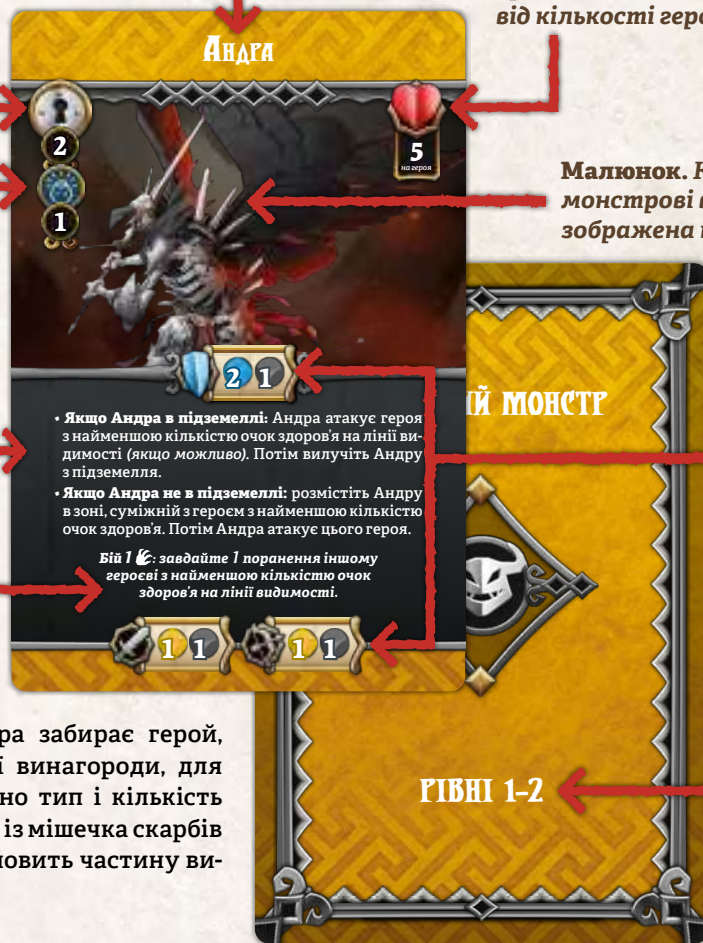 від кількості
Андра
2
1
5
на героя
Малюнок.
монстрові
зображена
2 1
• Якщо Андра в підземеллі: Андра атакує героя
з найменшою кількістю очок здоров'я на лінії ви-
димості (якщо можливо). Потім вилучіть Андру
з підземелля.
• Якщо Андра не в підземеллі: розмістіть Андру
в зоні, суміжній з героєм з найменшою кількістю
очок здоров'я. Потім Андра атакує цього героя.
Бій 1 : завдайте 1 поранення іншому
героєві з найменшою кількістю очок
здоров'я на лінії видимості.
1 1 1 1
Й МОНСТР
РІВНІ 1–2
ра забирає герой,
ї винагороди, для
но тип і кількість
із мішечка скарбів
новить частину ви-